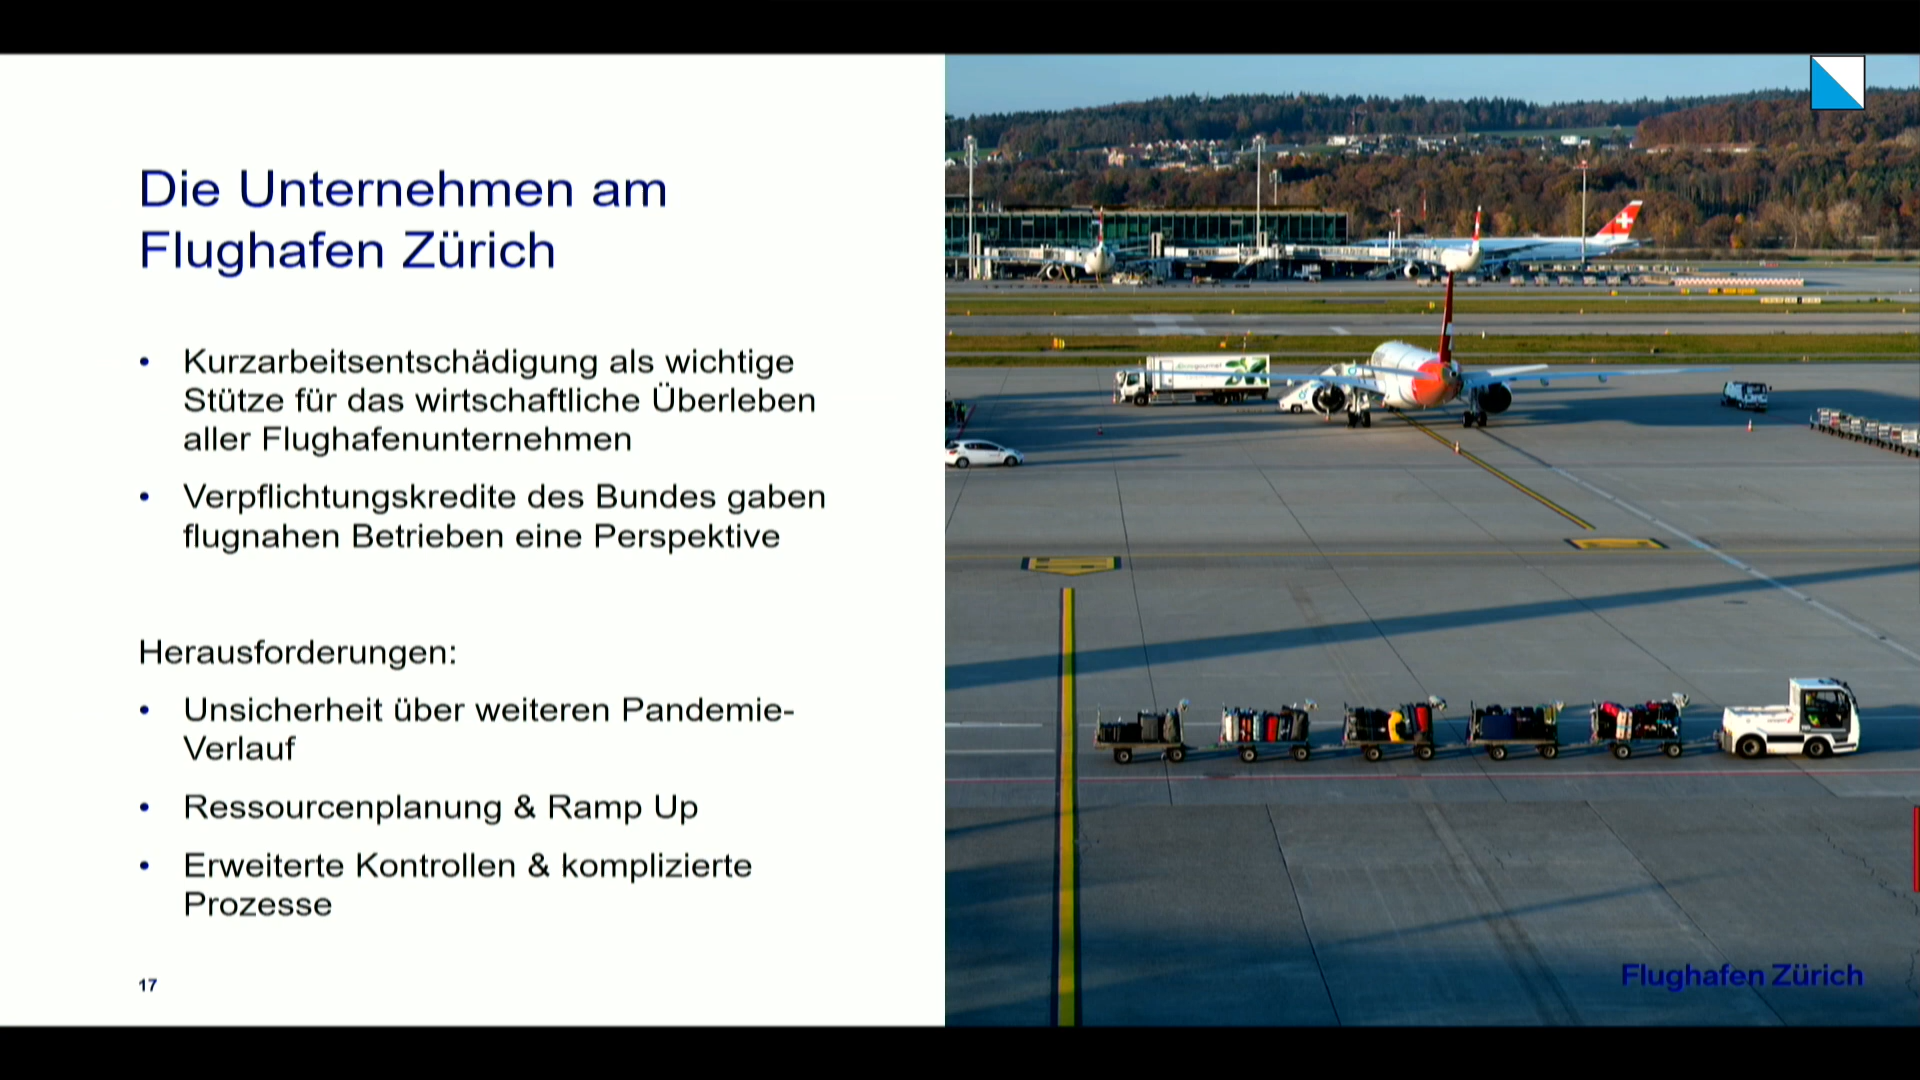 Die Unternehmen am
Flughafen Zürich
• Kurzarbeitsentschädigung als wichtige
Stütze für das wirtschaftliche Überleben
aller Flughafenunternehmen
• Verpflichtungskredite des Bundes gaben
flugnahen Betrieben eine Perspektive
Herausforderungen:
• Unsicherheit über weiteren Pandemie-
Verlauf
• Ressourcenplanung & Ramp Up
• Erweiterte Kontrollen & komplizierte
Prozesse
17
Flughafen Zürich